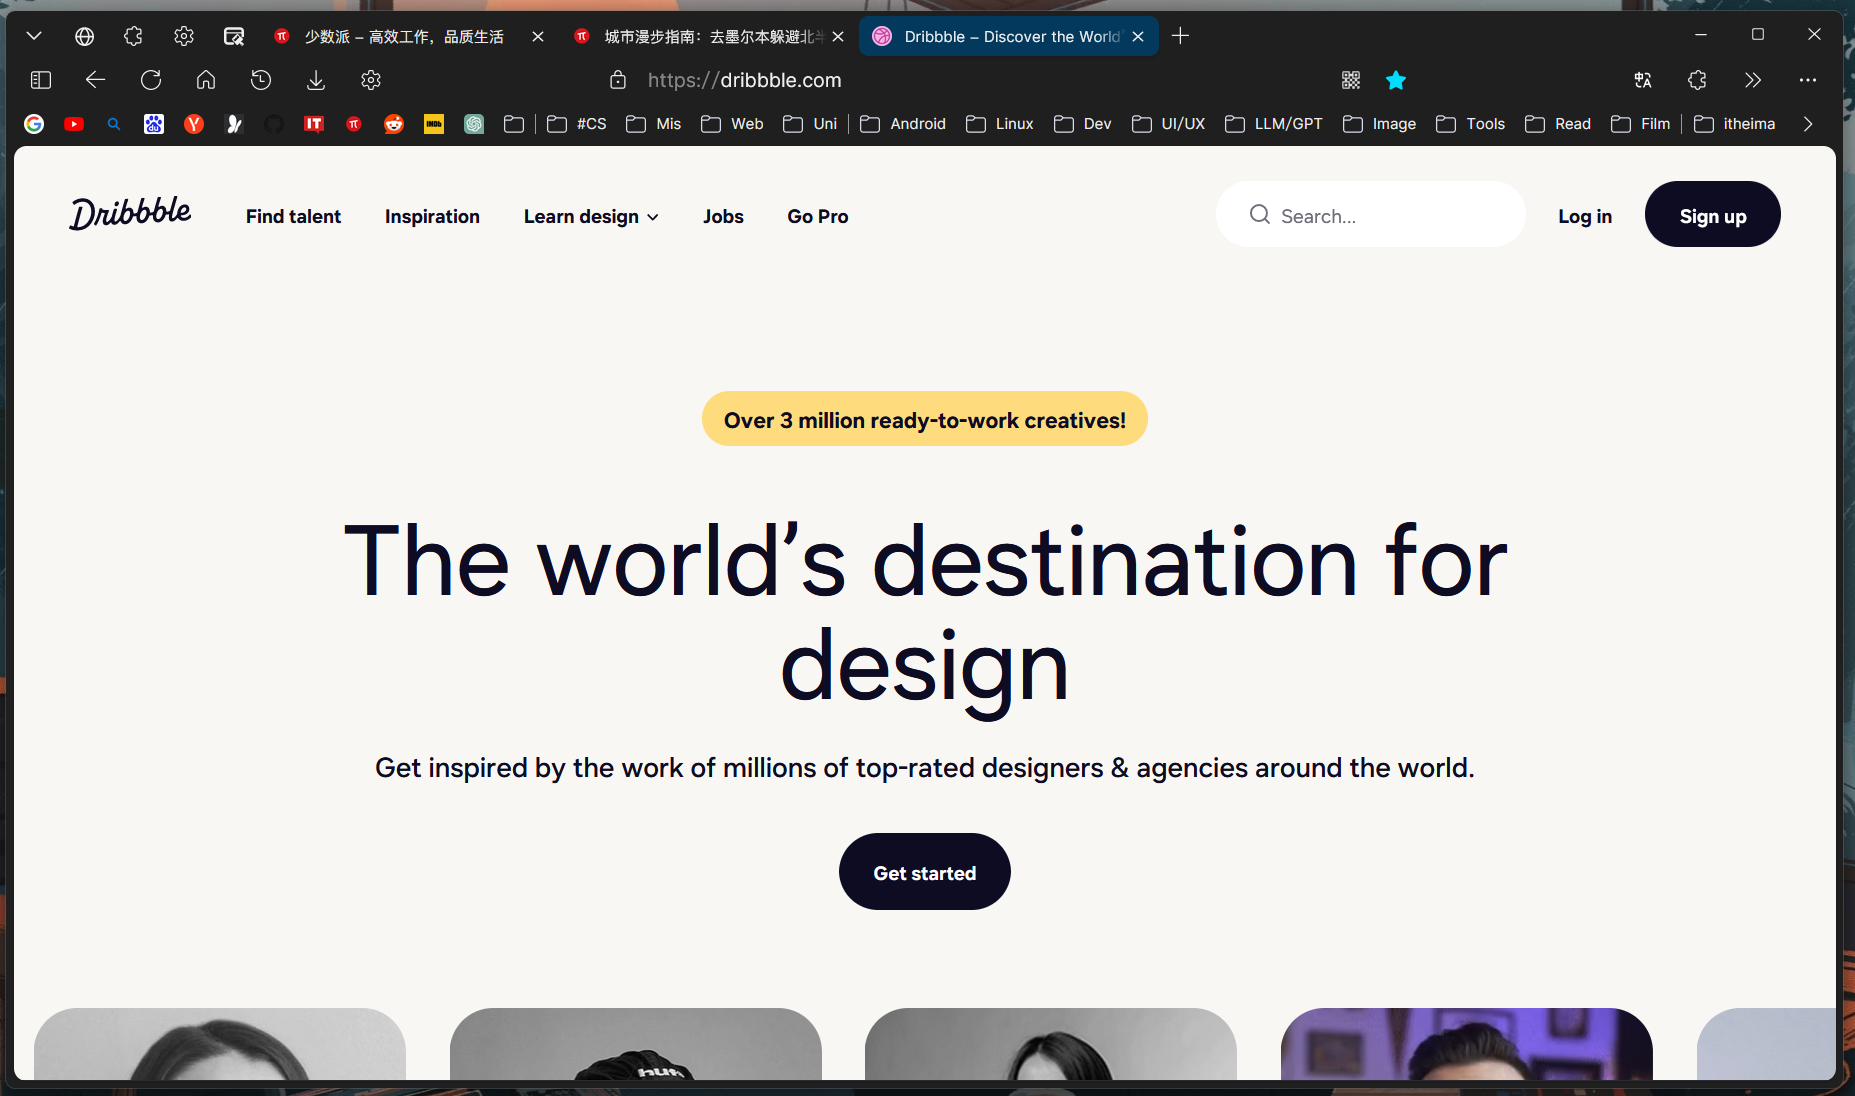 少数派 – 高效工作，品质生活
城市漫步指南：去墨尔本躲避北半
Dribbble – Discover the World'
https://dribbble.com
#CS
Mis
Web
Uni
Android
Linux
Dev
UI/UX
LLM/GPT
Image
Tools
Read
Film
itheima
Dribbble
Find talent
Inspiration
Learn design
Jobs
Go Pro
Search...
Log in
Sign up
Over 3 million ready-to-work creatives!
The world’s destination for
design
Get inspired by the work of millions of top-rated designers & agencies around the world.
Get started